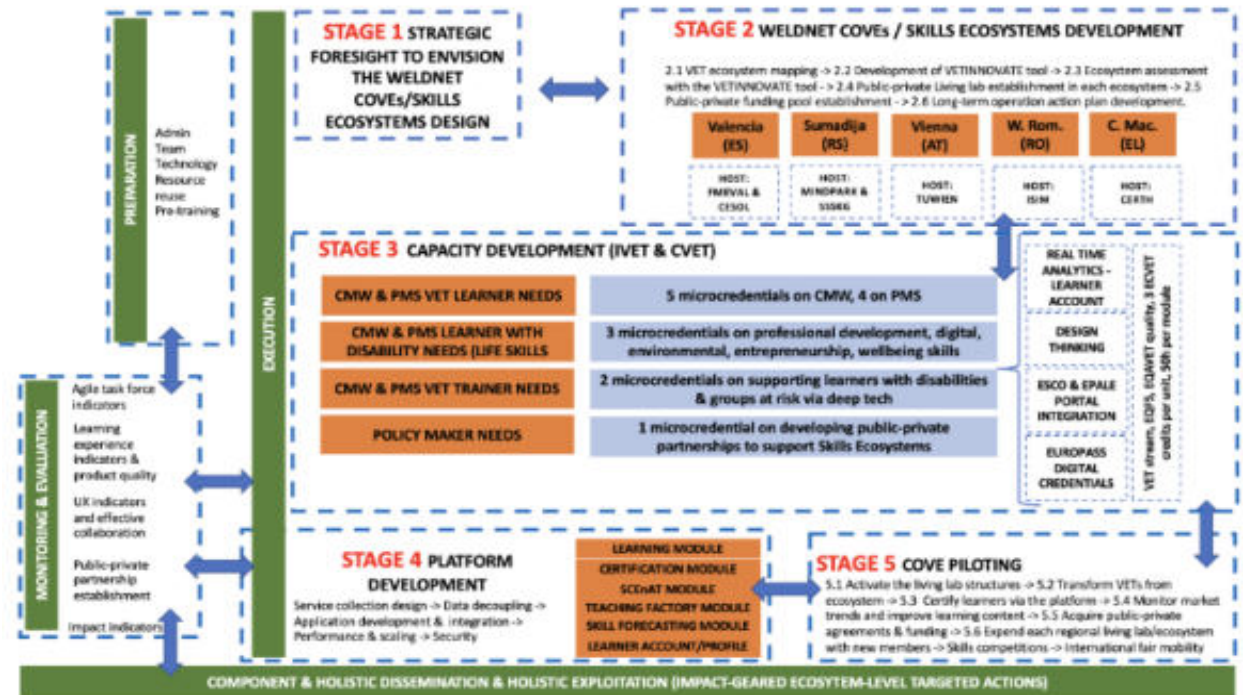 PREPARATION
Admin
Team
Technology
Resource
reuse
Pre-training
EXECUTION
STAGE 1 STRATEGIC
FORESIGHT TO ENVISION
THE WELDNET
COVEs/SKILLS
ECOSYSTEMS DESIGN
STAGE 2 WELDNET COVEs / SKILLS ECOSYSTEMS DEVELOPMENT
2.1 VET ecosystem mapping -> 2.2 Development of VETINNOVATE tool -> 2.3 Ecosystem assessment
with the VETINNOVATE tool - 2.4 Public-private Living lab establishment in each ecosystem -> 2.5
Public-private funding pool establishment -> 2.6 Long-term operation action plan development.
Valencia
(ES)
Sumadija
(RS)
Vienna
(AT)
W. Rom.
(RO)
C. Mac.
(EL)
HOST:
FMRVAL &
CESOL
HOST:
MINDPARK &
SSSKG
HOST:
TUWIEN
HOST:
ISIM
HOST:
CERTH
STAGE 3 CAPACITY DEVELOPMENT (IVET & CVET)
CMW & PMS VET LEARNER NEEDS
5 microcredentials on CMW, 4 on PMS
CMW & PMS LEARNER WITH
DISABILITY NEEDS (LIFE SKILLS
3 microcredentials on professional development, digital,
environmental, entrepreneurship, wellbeing skills
CMW & PMS VET TRAINER NEEDS
2 microcredentials on supporting learners with disabilities
& groups at risk via deep tech
POLICY MAKER NEEDS
1 microcredential on developing public-private
partnerships to support Skills Ecosystems
REAL TIME
ANALYTICS -
LEARNER
ACCOUNT
DESIGN
THINKING
ESCO & EPALE
PORTAL
INTEGRATION
EUROPASS
DIGITAL
CREDENTIALS
VET stream, EQF5, EQAVET quality, 3 ECVET
credits per unit, 50h per module
MONITORING & EVALUATION
Agile task force
indicators
Learning
experience
indicators &
product quality
UX indicators
and effective
collaboration
Public-private
partnership
establishment
Impact indicators
STAGE 4 PLATFORM
DEVELOPMENT
Service collection design -> Data decoupling ->
Application development & integration ->
Performance & scaling -> Security
LEARNING MODULE
CERTIFICATION MODULE
SCEnAT MODULE
TEACHING FACTORY MODULE
SKILL FORECASTING MODULE
LEARNER ACCOUNT/PROFILE
STAGE 5 COVE PILOTING
5.1 Activate the living lab structures -> 5.2 Transform VETs from
ecosystem -> 5.3 Certify learners via the platform -> 5.4 Monitor market
trends and improve learning content -> 5.5 Acquire public-private
agreements & funding -> 5.6 Expend each regional living lab/ecosystem
with new members -> Skills competitions -> International fair mobility
COMPONENT & HOLISTIC DISSEMINATION & HOLISTIC EXPLOITATION (IMPACT-GEARED ECOSYTEM-LEVEL TARGETED ACTIONS)